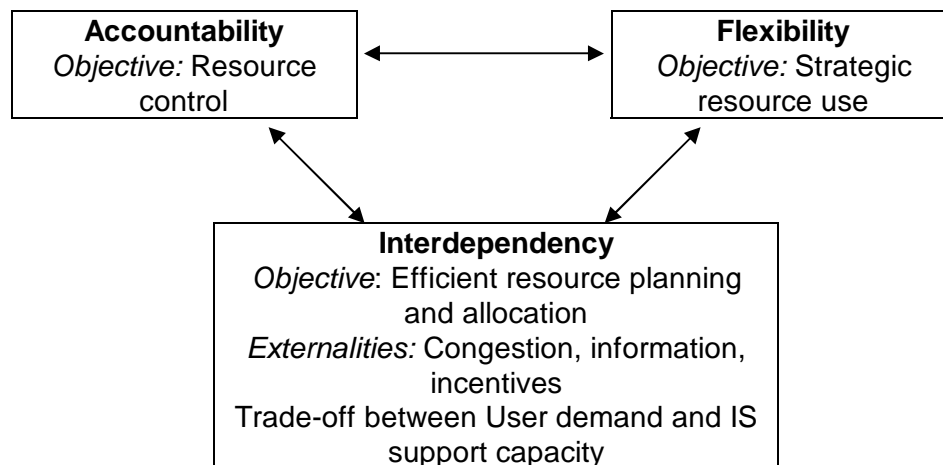 Accountability
Objective: Resource
control
Flexibility
Objective: Strategic
resource use
Interdependency
Objective: Efficient resource planning
and allocation
Externalities: Congestion, information,
incentives
Trade-off between User demand and IS
support capacity